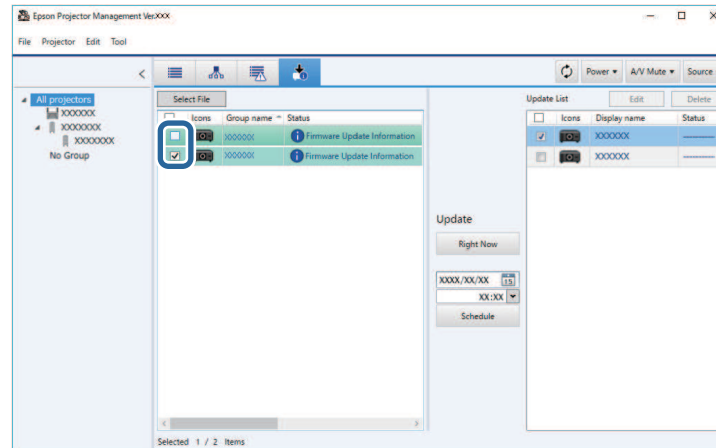 Epson Projector Management Ver.XXX
File Projector Edit Tool
Power A/V Mute Source
All projectors
XXXXXX
XXXXXXX
XXXXXXX
No Group
Select File
Icons Group name Status
XXXXXX Firmware Update Information
XXXXXX Firmware Update Information
Selected 1 / 2 Items
Update
Right Now
XXXX/XX/XX 15
XX:XX
Schedule
Update List Edit Delete
Icons Display name Status
XXXXXX
XXXXXX